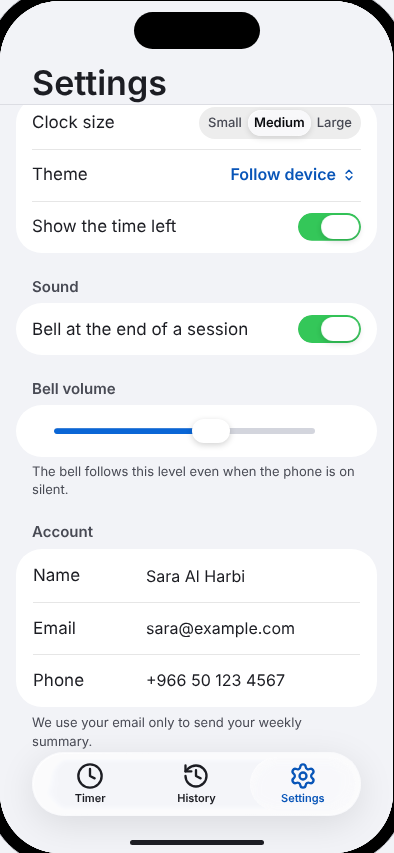 Settings
Clock size
Small Medium Large
Theme
Follow device
Show the time left
Sound
Bell at the end of a session
Bell volume
The bell follows this level even when the phone is on
silent.
Account
Name
Sara Al Harbi
Email
sara@example.com
Phone
+966 50 123 4567
We use your email only to send your weekly
summary.
Timer
History
Settings